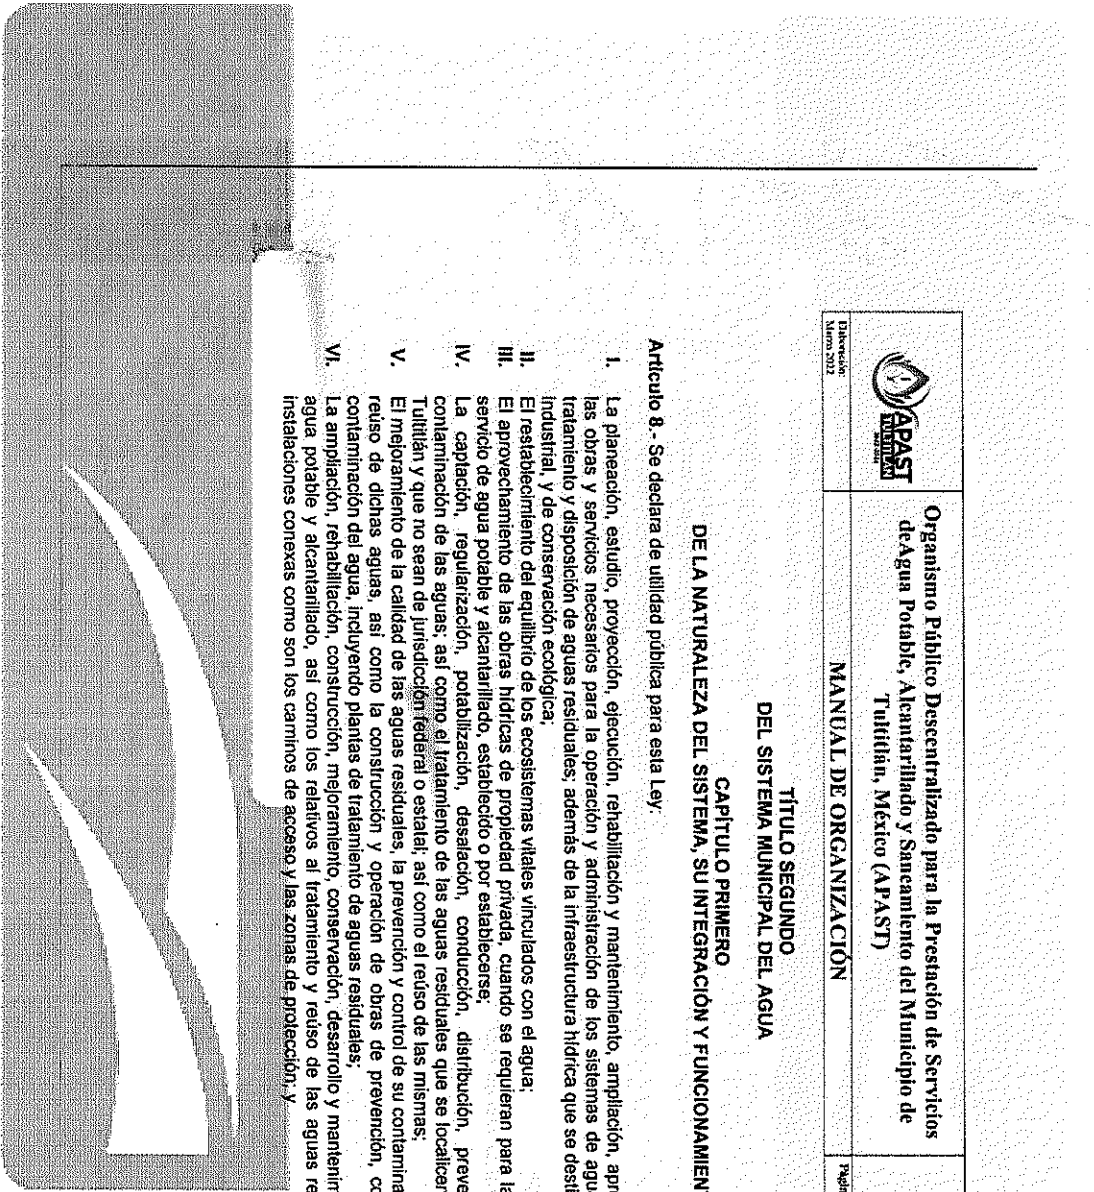 APAST
TULTITLÁN
Organismo Público Descentralizado para la Prestación de Servicios
deAgua Potable, Alcantarillado y Saneamiento del Municipio de
Tultitlán, México (APAST)
Elaboración:
Marzo 2022
MANUAL DE ORGANIZACIÓN
TÍTULO SEGUNDO
DEL SISTEMA MUNICIPAL DEL AGUA
CAPÍTULO PRIMERO
DE LA NATURALEZA DEL SISTEMA, SU INTEGRACIÓN Y FUNCIONAMIEN
Artículo 8.- Se declara de utilidad pública para esta Ley:
I. La planeación, estudio, proyección, ejecución, rehabilitación y mantenimiento, ampliación, apr
las obras y servicios necesarios para la operación y administración de los sistemas de agu
tratamiento y disposición de aguas residuales; además de la infraestructura hídrica que se desti
industrial, y de conservación ecológica;
II. El restablecimiento del equilibrio de los ecosistemas vitales vinculados con el agua;
III. El aprovechamiento de las obras hídricas de propiedad privada, cuando se requieran para la
servicio de agua potable y alcantarillado, establecido o por establecerse;
IV. La captación, regularización, potabilización, desalación, conducción, distribución, preve
contaminación de las aguas; así como el tratamiento de las aguas residuales que se localicen
Tultitlán y que no sean de jurisdicción federal o estatal; así como el reúso de las mismas;
V. El mejoramiento de la calidad de las aguas residuales, la prevención y control de su contamina
reúso de dichas aguas, así como la construcción y operación de obras de prevención, co
contaminación del agua, incluyendo plantas de tratamiento de aguas residuales;
VI. La ampliación, rehabilitación, construcción, mejoramiento, conservación, desarrollo y mantenim
agua potable y alcantarillado, así como los relativos al tratamiento y reúso de las aguas re
instalaciones conexas como son los caminos de acceso y las zonas de protección; y